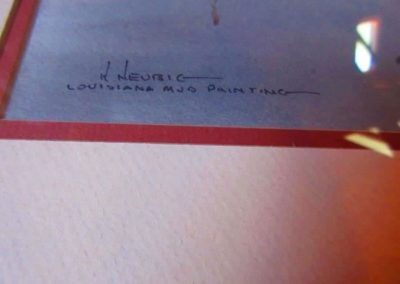 K NEUBIG
LOUISIANA MUD PAINTING